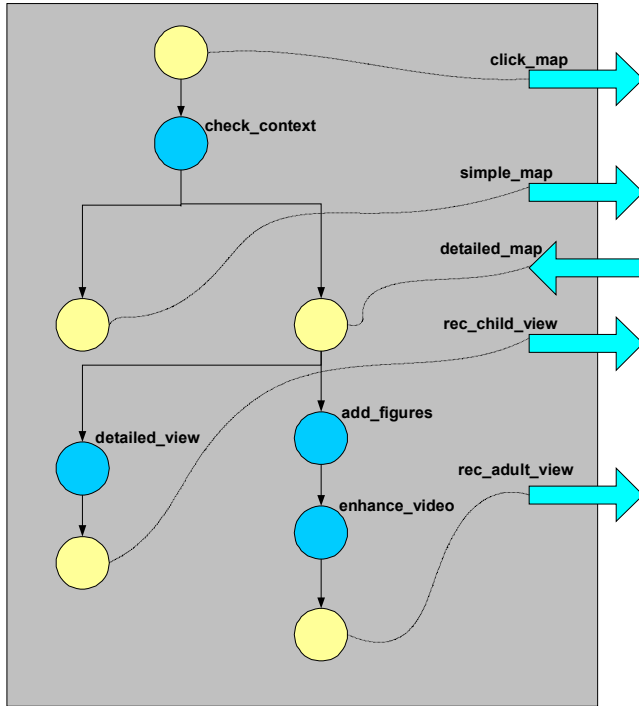 click_map
check_context
simple_map
detailed_map
rec_child_view
add_figures
detailed_view
rec_adult_view
enhance_video